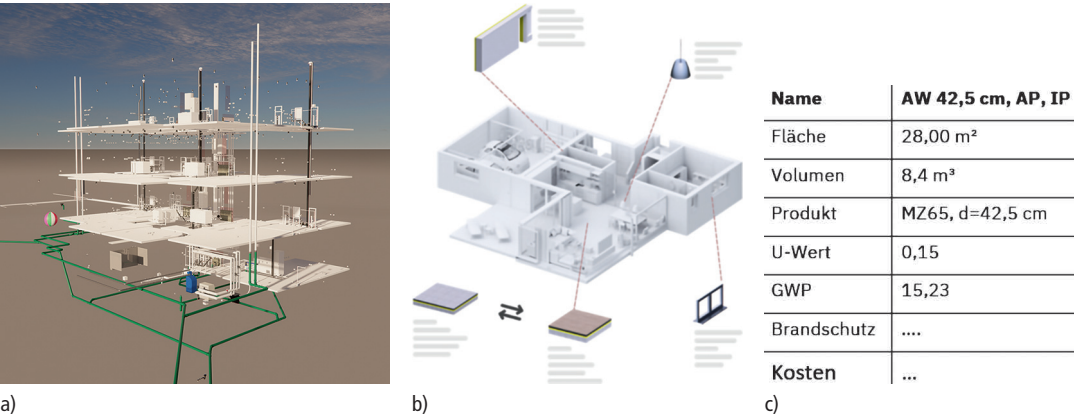 Name AW 42,5 cm, AP, IP
Fläche 28,00 m²
Volumen 8,4 m³
Produkt MZ65, d=42,5 cm
U-Wert 0,15
GWP 15,23
Brandschutz ....
Kosten ...
a) b) c)